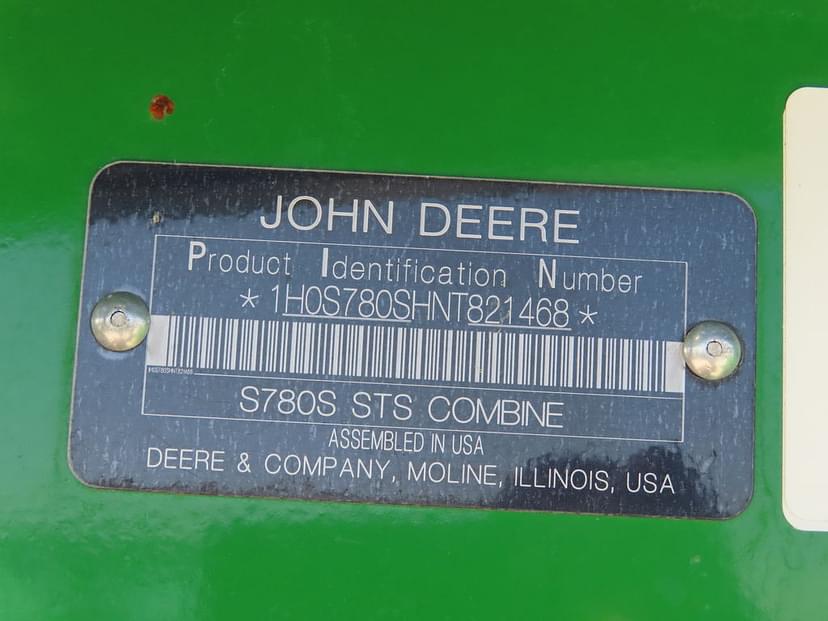 JOHN DEERE
Product Identification Number
*1H0S780SHNT821468*
S780S STS COMBINE
ASSEMBLED IN USA
DEERE & COMPANY, MOLINE, ILLINOIS, USA